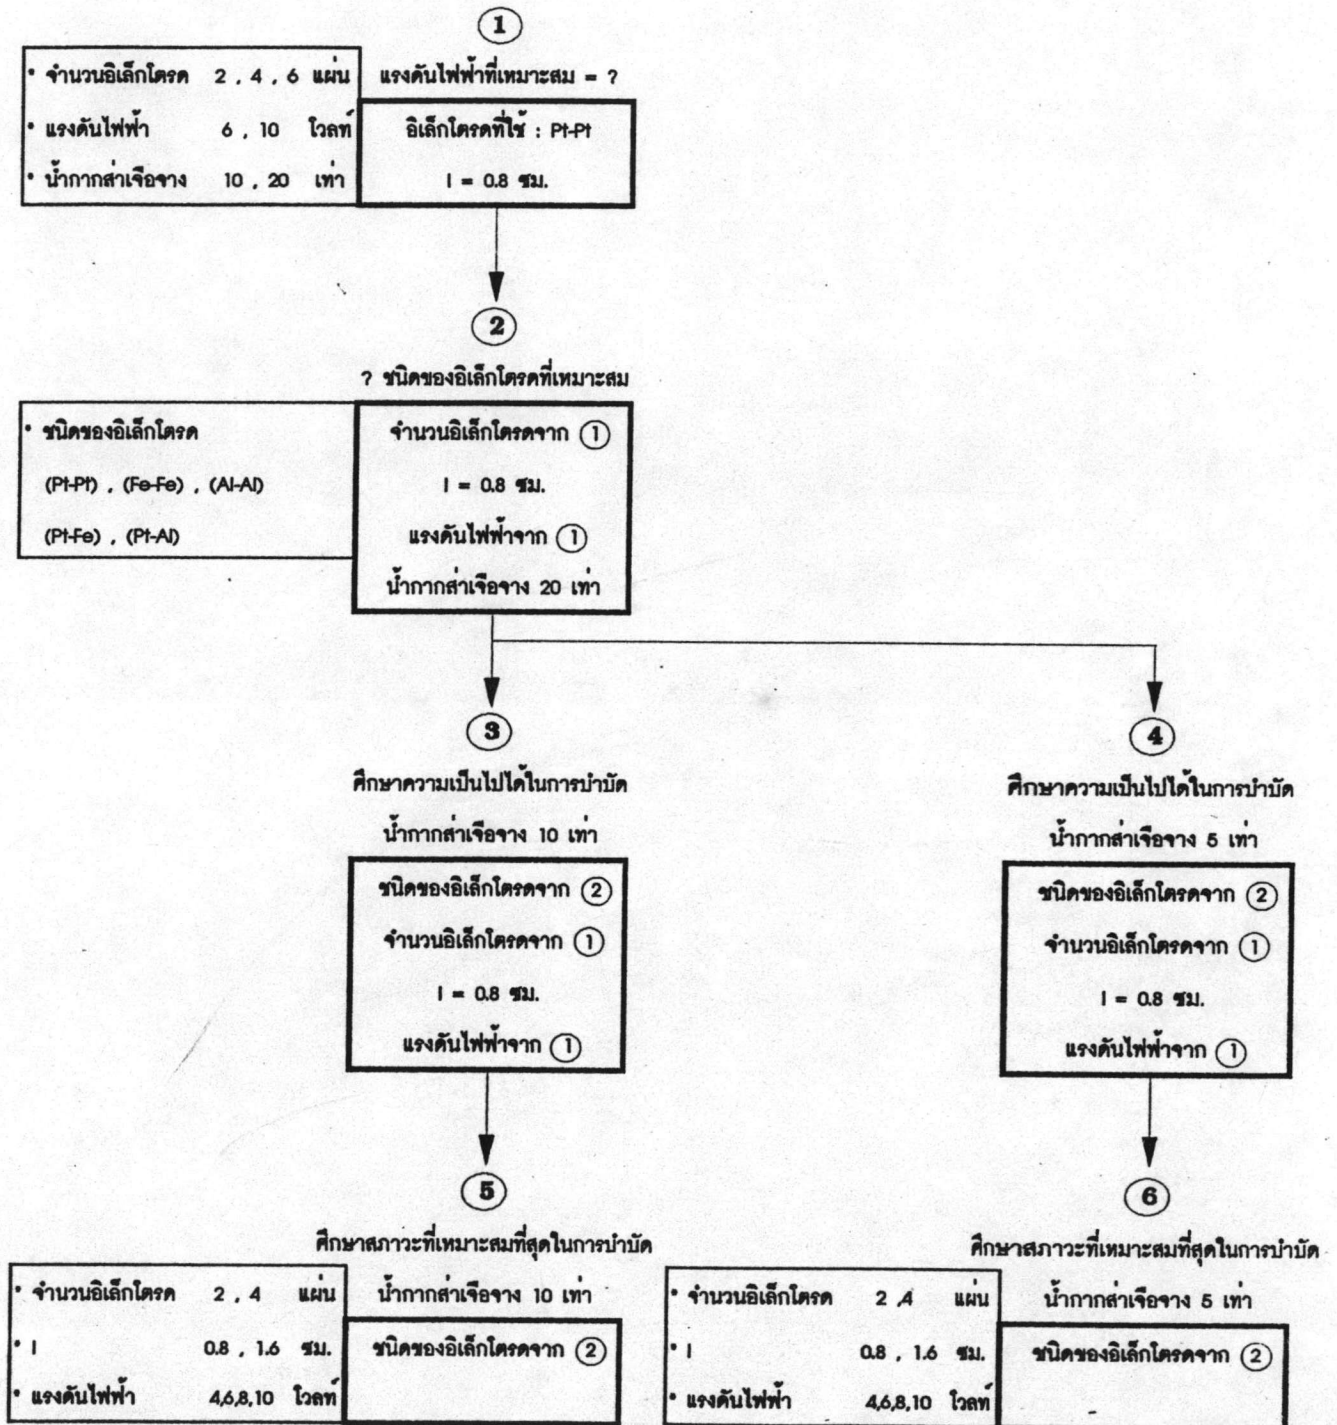 1
แรงดันไฟฟ้าที่เหมาะสม = ?
• จำนวนอิเล็กโตรด 2 , 4 , 6 แผ่น
• แรงดันไฟฟ้า 6 , 10 โวลท์
• น้ำกากส่าเจือจาง 10 , 20 เท่า
อิเล็กโตรดที่ใช้ : Pt-Pt
l = 0.8 ซม.
2
? ชนิดของอิเล็กโตรดที่เหมาะสม
• ชนิดของอิเล็กโตรด
(Pt-Pt) , (Fe-Fe) , (Al-Al)
(Pt-Fe) , (Pt-Al)
จำนวนอิเล็กโตรดจาก 1
l = 0.8 ซม.
แรงดันไฟฟ้าจาก 1
น้ำกากส่าเจือจาง 20 เท่า
3
ศึกษาความเป็นไปได้ในการบำบัด
น้ำกากส่าเจือจาง 10 เท่า
ชนิดของอิเล็กโตรดจาก 2
จำนวนอิเล็กโตรดจาก 1
l = 0.8 ซม.
แรงดันไฟฟ้าจาก 1
4
ศึกษาความเป็นไปได้ในการบำบัด
น้ำกากส่าเจือจาง 5 เท่า
ชนิดของอิเล็กโตรดจาก 2
จำนวนอิเล็กโตรดจาก 1
l = 0.8 ซม.
แรงดันไฟฟ้าจาก 1
5
ศึกษาสภาวะที่เหมาะสมที่สุดในการบำบัด
น้ำกากส่าเจือจาง 10 เท่า
• จำนวนอิเล็กโตรด 2 , 4 แผ่น
• l 0.8 , 1.6 ซม.
• แรงดันไฟฟ้า 4,6,8,10 โวลท์
ชนิดของอิเล็กโตรดจาก 2
6
ศึกษาสภาวะที่เหมาะสมที่สุดในการบำบัด
น้ำกากส่าเจือจาง 5 เท่า
• จำนวนอิเล็กโตรด 2 ,4 แผ่น
• l 0.8 , 1.6 ซม.
• แรงดันไฟฟ้า 4,6,8,10 โวลท์
ชนิดของอิเล็กโตรดจาก 2